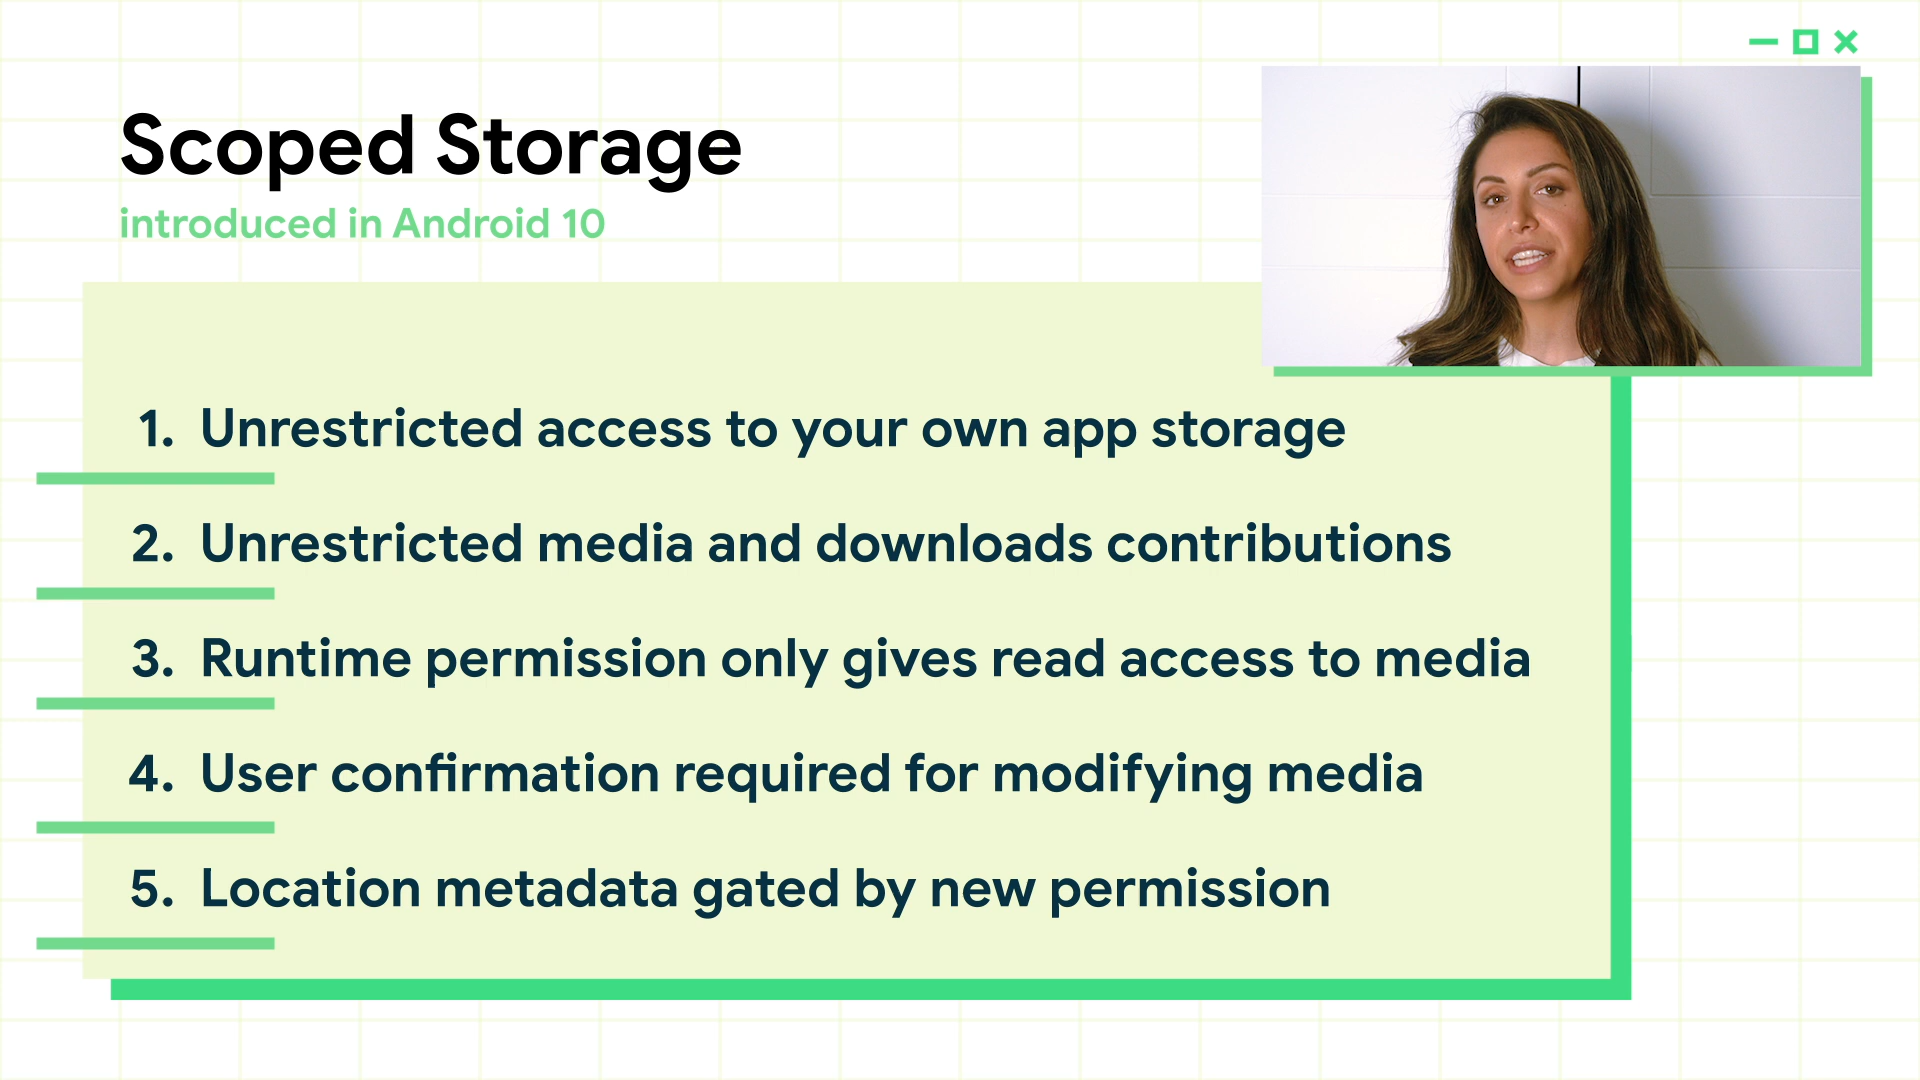 Scoped Storage
introduced in Android 10
1. Unrestricted access to your own app storage
2. Unrestricted media and downloads contributions
3. Runtime permission only gives read access to media
4. User confirmation required for modifying media
5. Location metadata gated by new permission